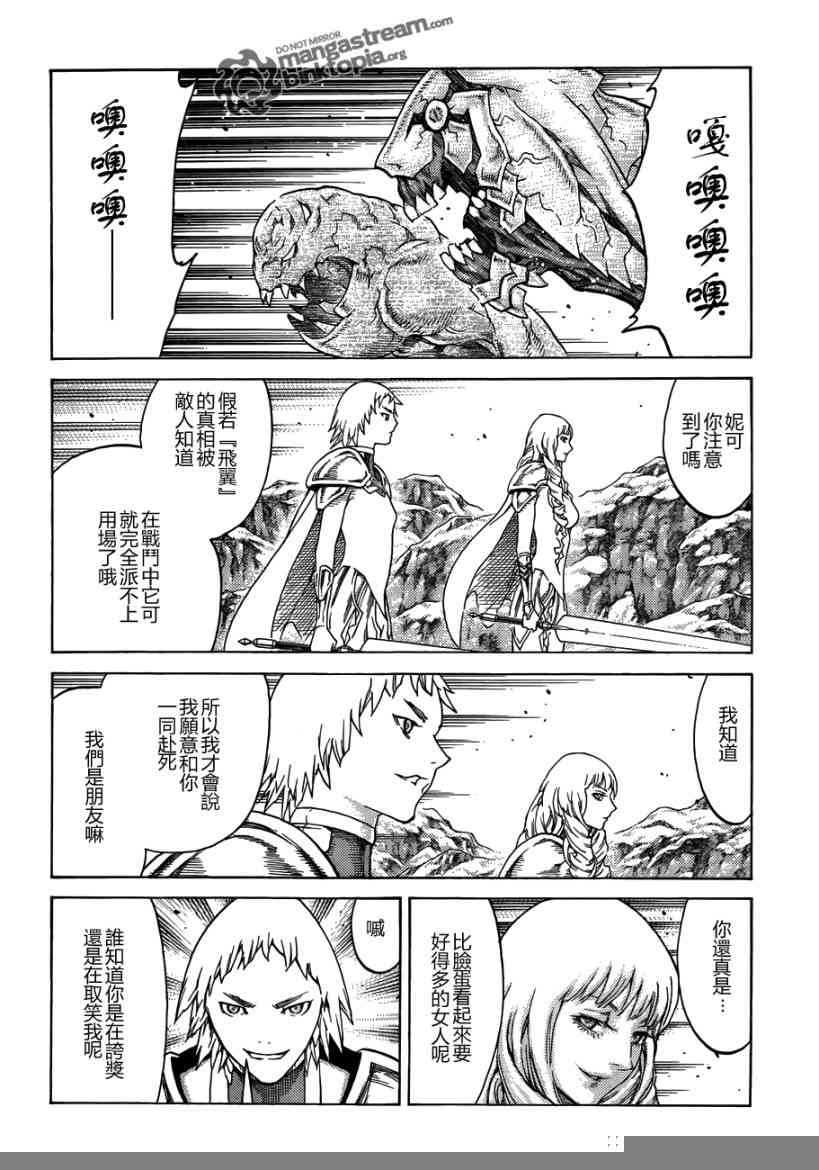 DO NOT MIRROR
mangastream.com
binktopia.org
嘎噢噢噢
噢噢噢——
妮可
你注意
到了嗎
假若『飛翼』
的真相被
敵人知道
在戰鬥中它可
就完全派不上
用場了哦
我知道
所以我才會說
我願意和你
一同赴死
我們是朋友嘛
你還真是…
比臉蛋看起來要
好得多的女人呢
嘁
誰知道你是在誇獎
還是在取笑我呢